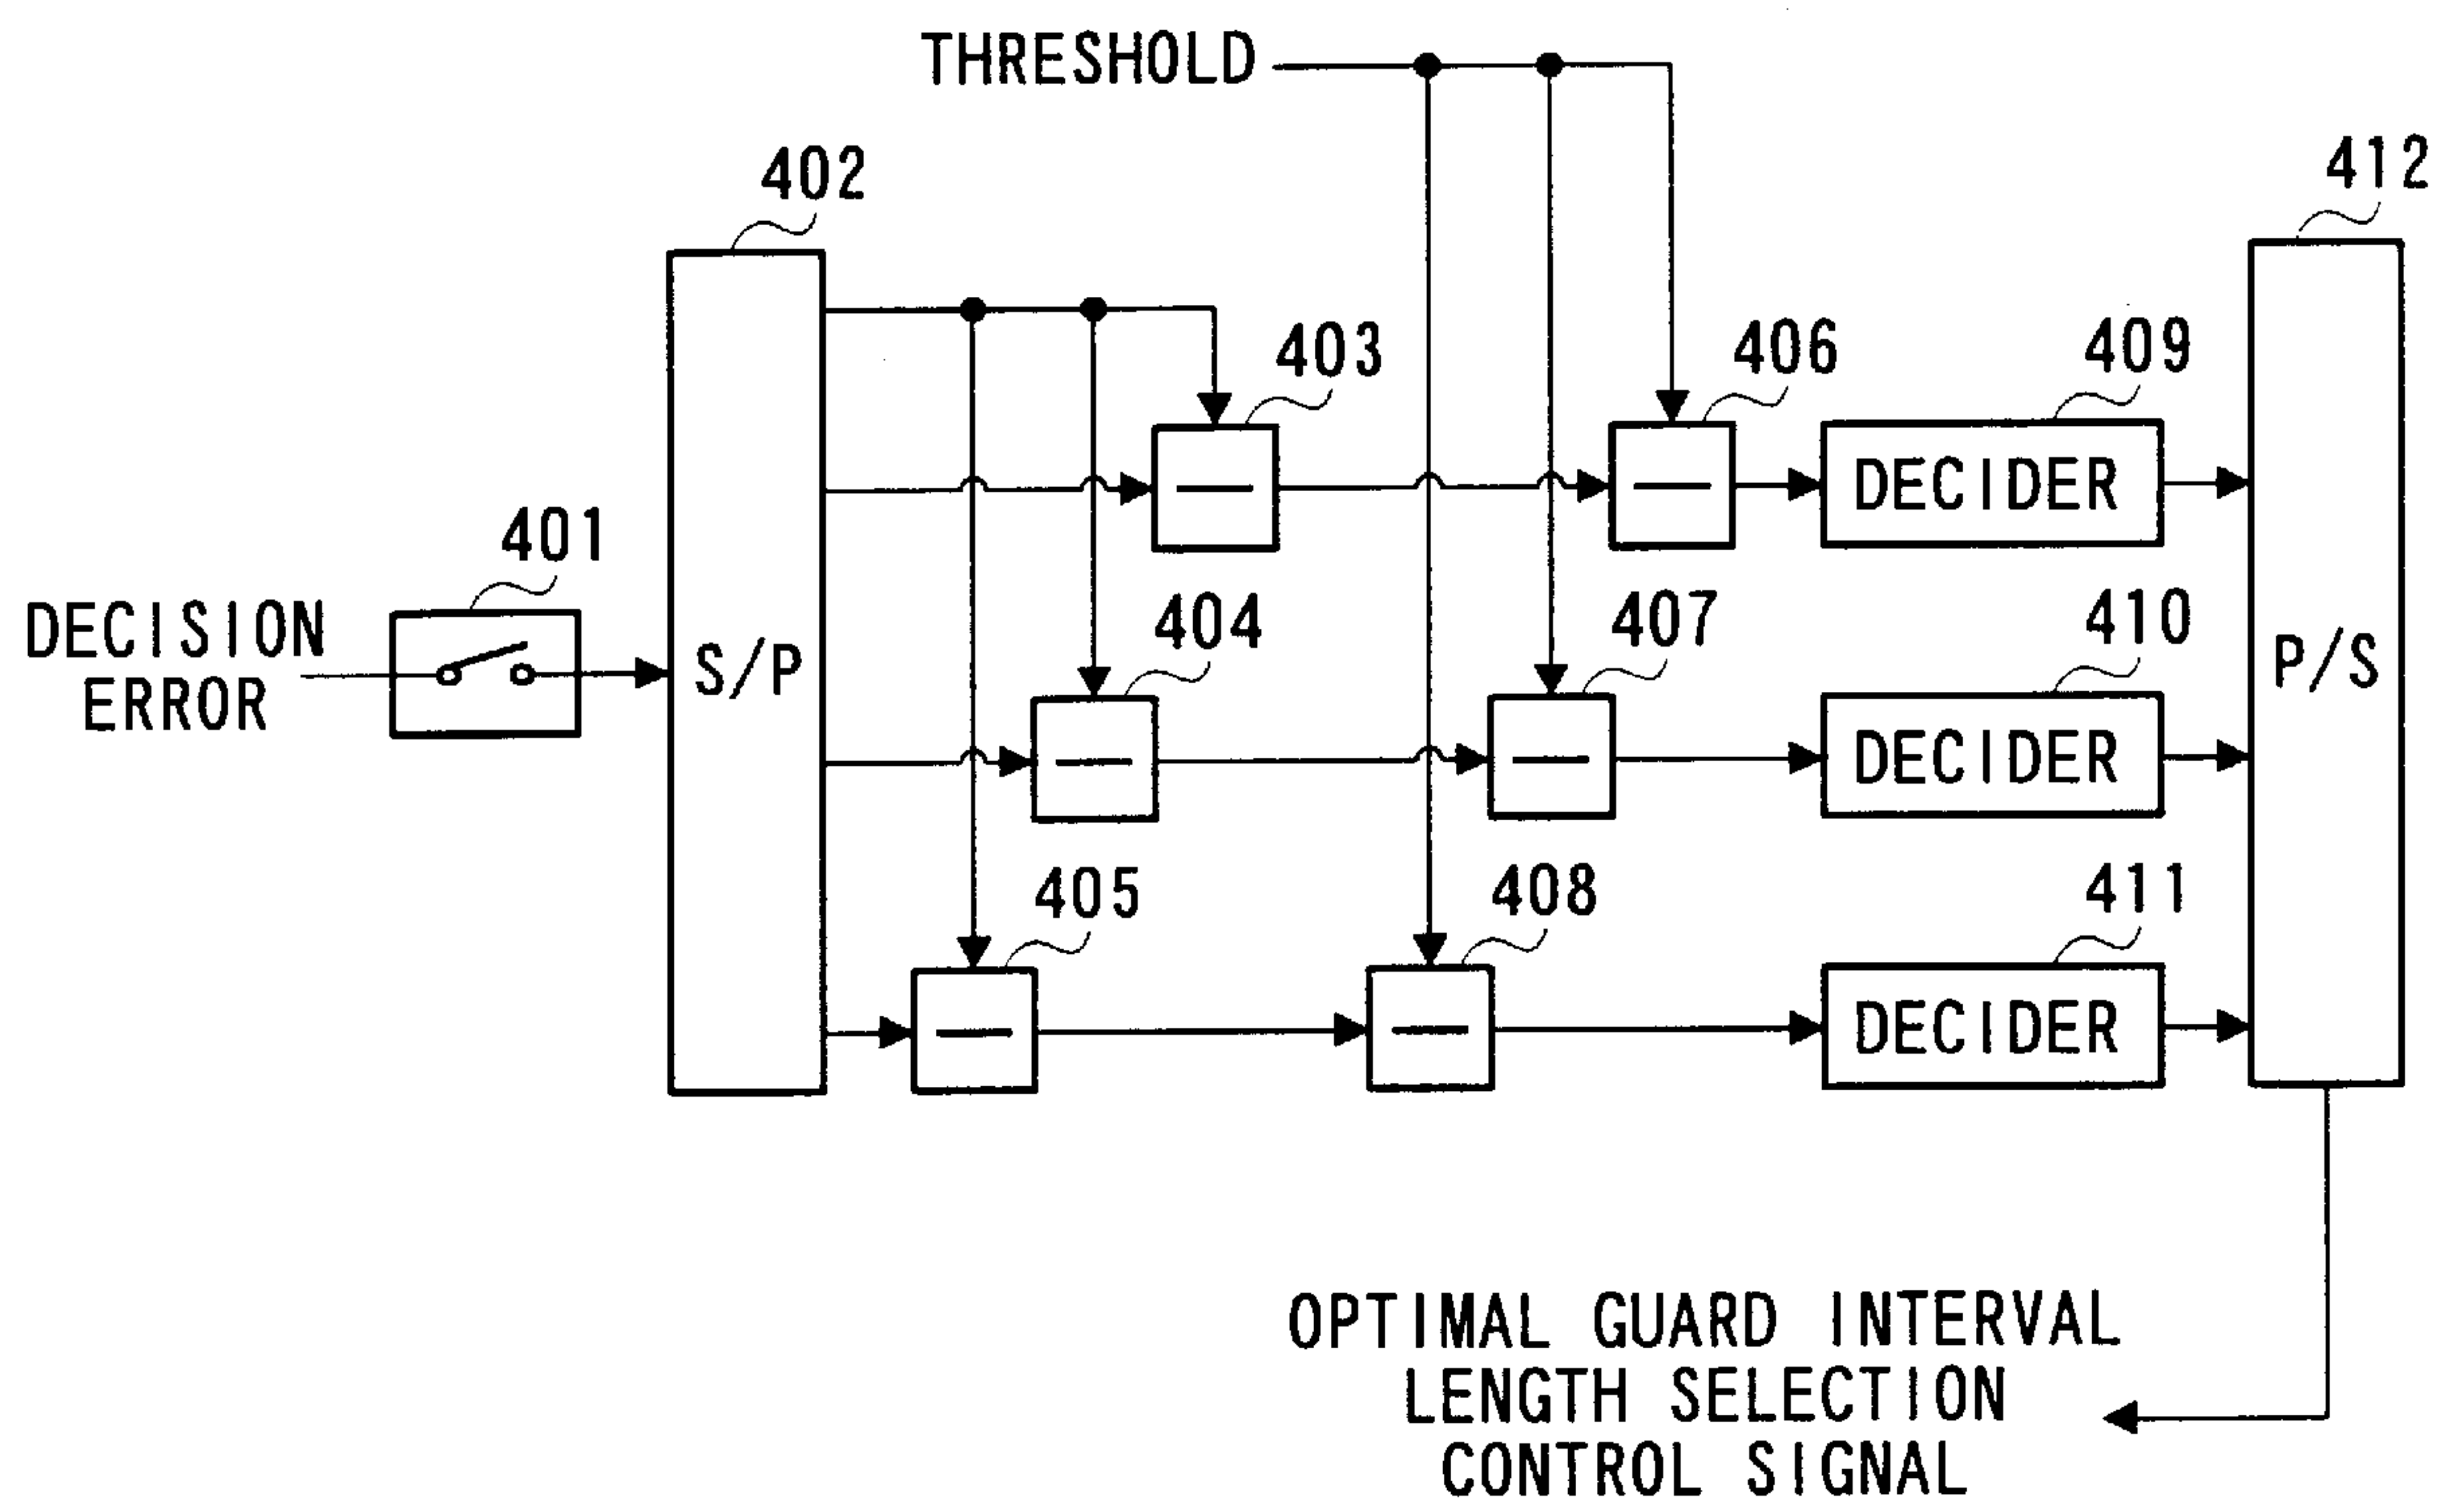 THRESHOLD
412
402
403
406
409
401
DECIDER
DECISION
ERROR
404
407
410
S/P
P/S
DECIDER
405
408
411
DECIDER
OPTIMAL GUARD INTERVAL
LENGTH SELECTION
CONTROL SIGNAL